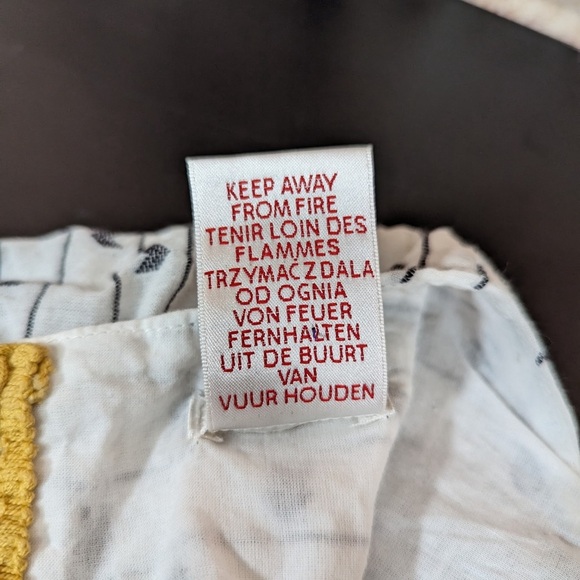 KEEP AWAY
FROM FIRE
TENIR LOIN DES
FLAMMES
TRZYMAĆ Z DALA
OD OGNIA
VON FEUER
FERNHALTEN
UIT DE BUURT
VAN
VUUR HOUDEN